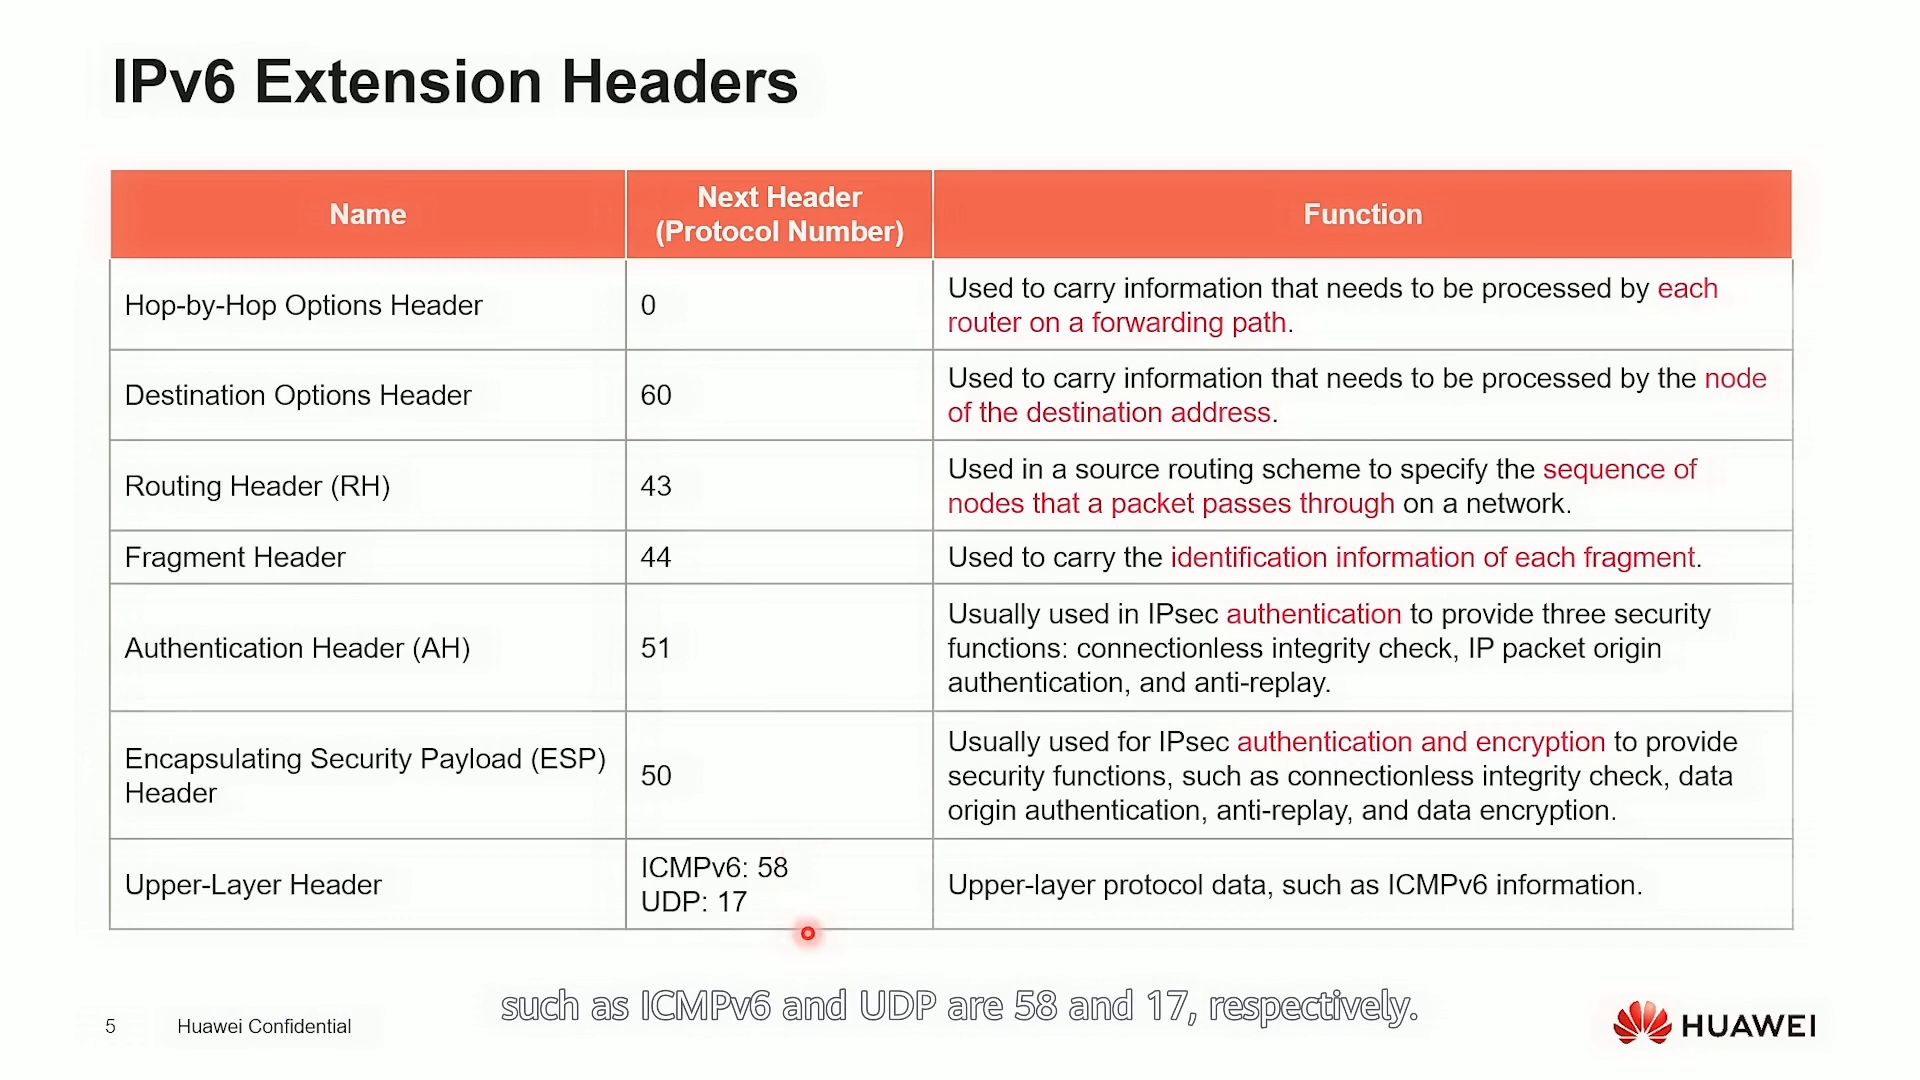 IPv6 Extension Headers
Name
Next Header
(Protocol Number)
Function
Hop-by-Hop Options Header
0
Used to carry information that needs to be processed by each
router on a forwarding path.
Destination Options Header
60
Used to carry information that needs to be processed by the node
of the destination address.
Routing Header (RH)
43
Used in a source routing scheme to specify the sequence of
nodes that a packet passes through on a network.
Fragment Header
44
Used to carry the identification information of each fragment.
Authentication Header (AH)
51
Usually used in IPsec authentication to provide three security
functions: connectionless integrity check, IP packet origin
authentication, and anti-replay.
Encapsulating Security Payload (ESP)
Header
50
Usually used for IPsec authentication and encryption to provide
security functions, such as connectionless integrity check, data
origin authentication, anti-replay, and data encryption.
Upper-Layer Header
ICMPv6: 58
UDP: 17
Upper-layer protocol data, such as ICMPv6 information.
such as ICMPv6 and UDP are 58 and 17, respectively.
5
Huawei Confidential
HUAWEI